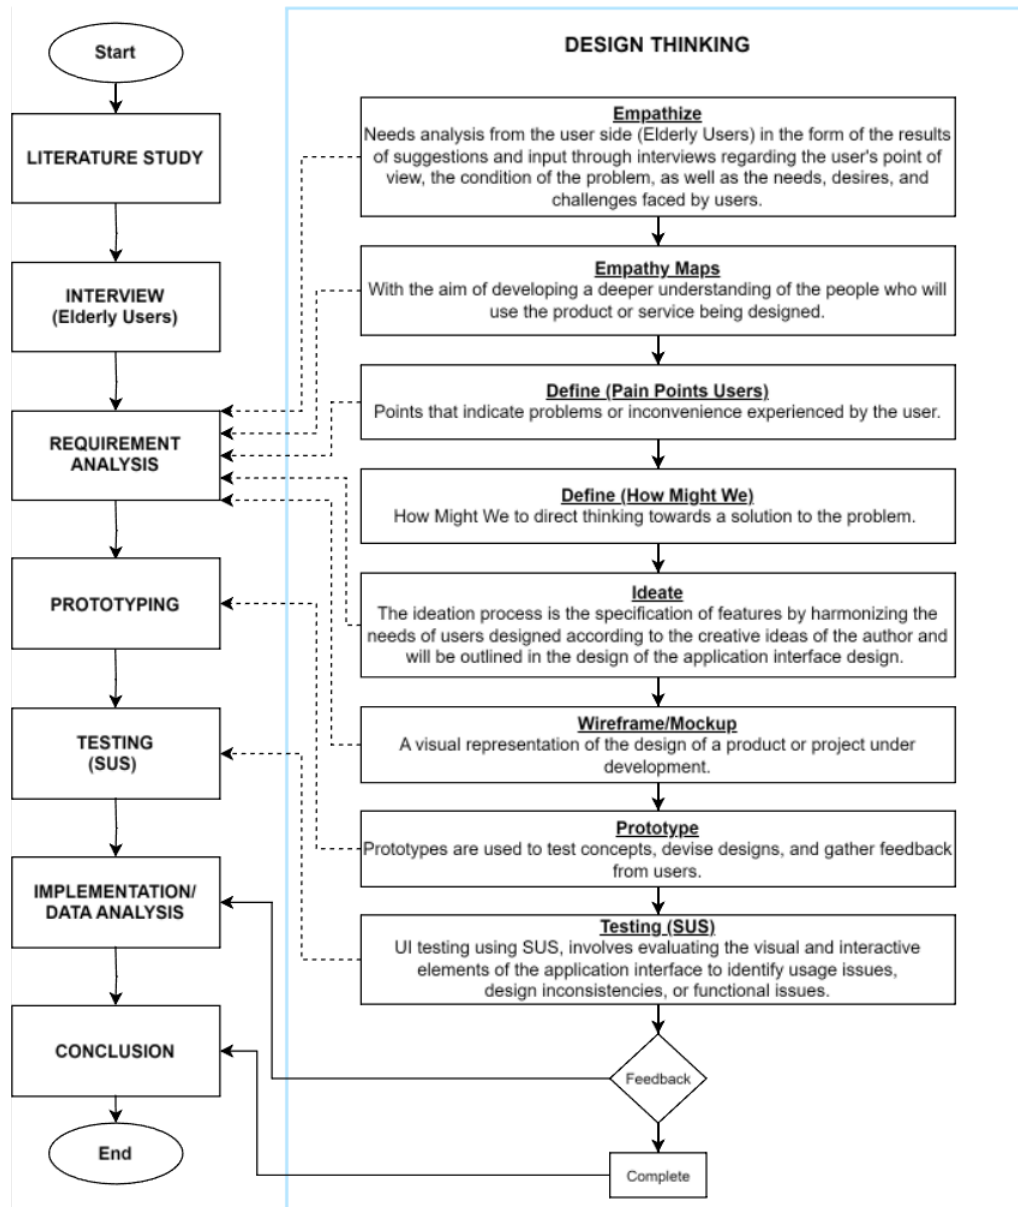 Start
LITERATURE STUDY
INTERVIEW
(Elderly Users)
REQUIREMENT
ANALYSIS
PROTOTYPING
TESTING
(SUS)
IMPLEMENTATION/
DATA ANALYSIS
CONCLUSION
End
DESIGN THINKING
Empathize
Needs analysis from the user side (Elderly Users) in the form of the results
of suggestions and input through interviews regarding the user's point of
view, the condition of the problem, as well as the needs, desires, and
challenges faced by users.
Empathy Maps
With the aim of developing a deeper understanding of the people who will
use the product or service being designed.
Define (Pain Points Users)
Points that indicate problems or inconvenience experienced by the user.
Define (How Might We)
How Might We to direct thinking towards a solution to the problem.
Ideate
The ideation process is the specification of features by harmonizing the
needs of users designed according to the creative ideas of the author and
will be outlined in the design of the application interface design.
Wireframe/Mockup
A visual representation of the design of a product or project under
development.
Prototype
Prototypes are used to test concepts, devise designs, and gather feedback
from users.
Testing (SUS)
UI testing using SUS, involves evaluating the visual and interactive
elements of the application interface to identify usage issues,
design inconsistencies, or functional issues.
Feedback
Complete